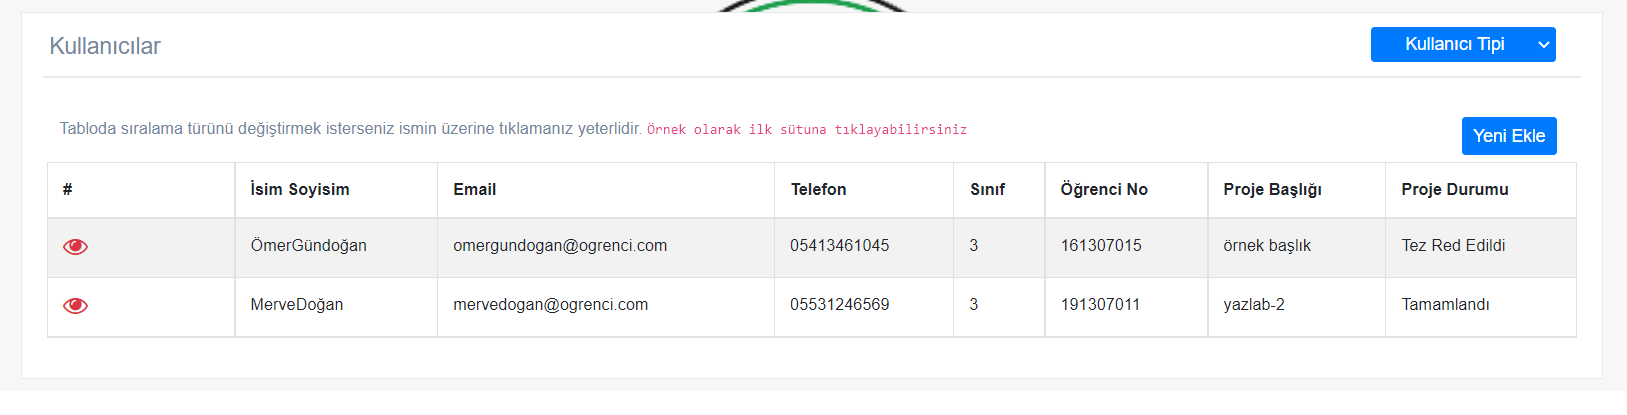 Kullanıcılar
Kullanıcı Tipi
Tabloda sıralama türünü değiştirmek isterseniz ismin üzerine tıklamanız yeterlidir. Örnek olarak ilk sütuna tıklayabilirsiniz
Yeni Ekle
# İsim Soyisim Email Telefon Sınıf Öğrenci No Proje Başlığı Proje Durumu
ÖmerGündoğan omergundogan@ogrenci.com 05413461045 3 161307015 örnek başlık Tez Red Edildi
MerveDoğan mervedogan@ogrenci.com 05531246569 3 191307011 yazlab-2 Tamamlandı